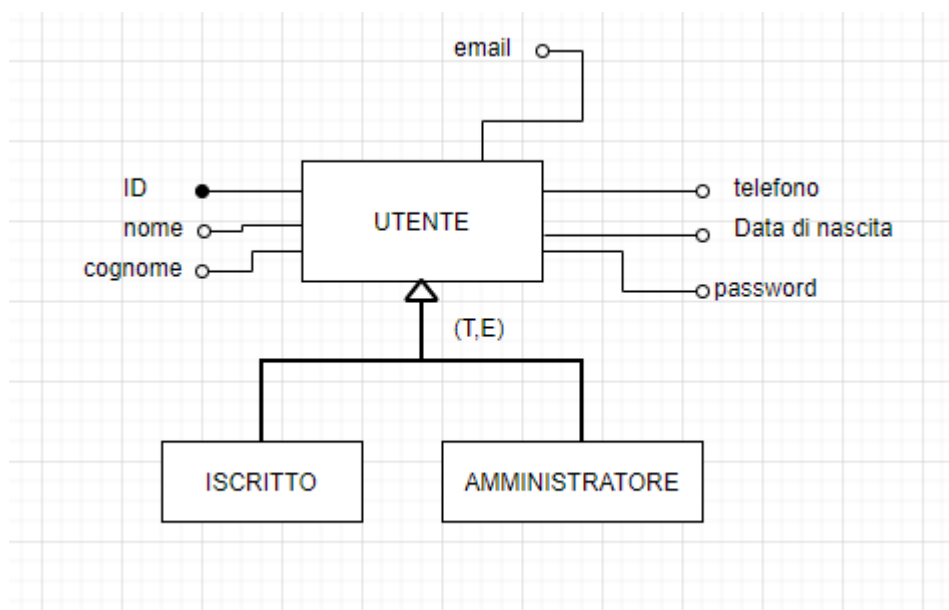 email
ID
telefono
nome
UTENTE
Data di nascita
cognome
password
(T,E)
ISCRITTO
AMMINISTRATORE